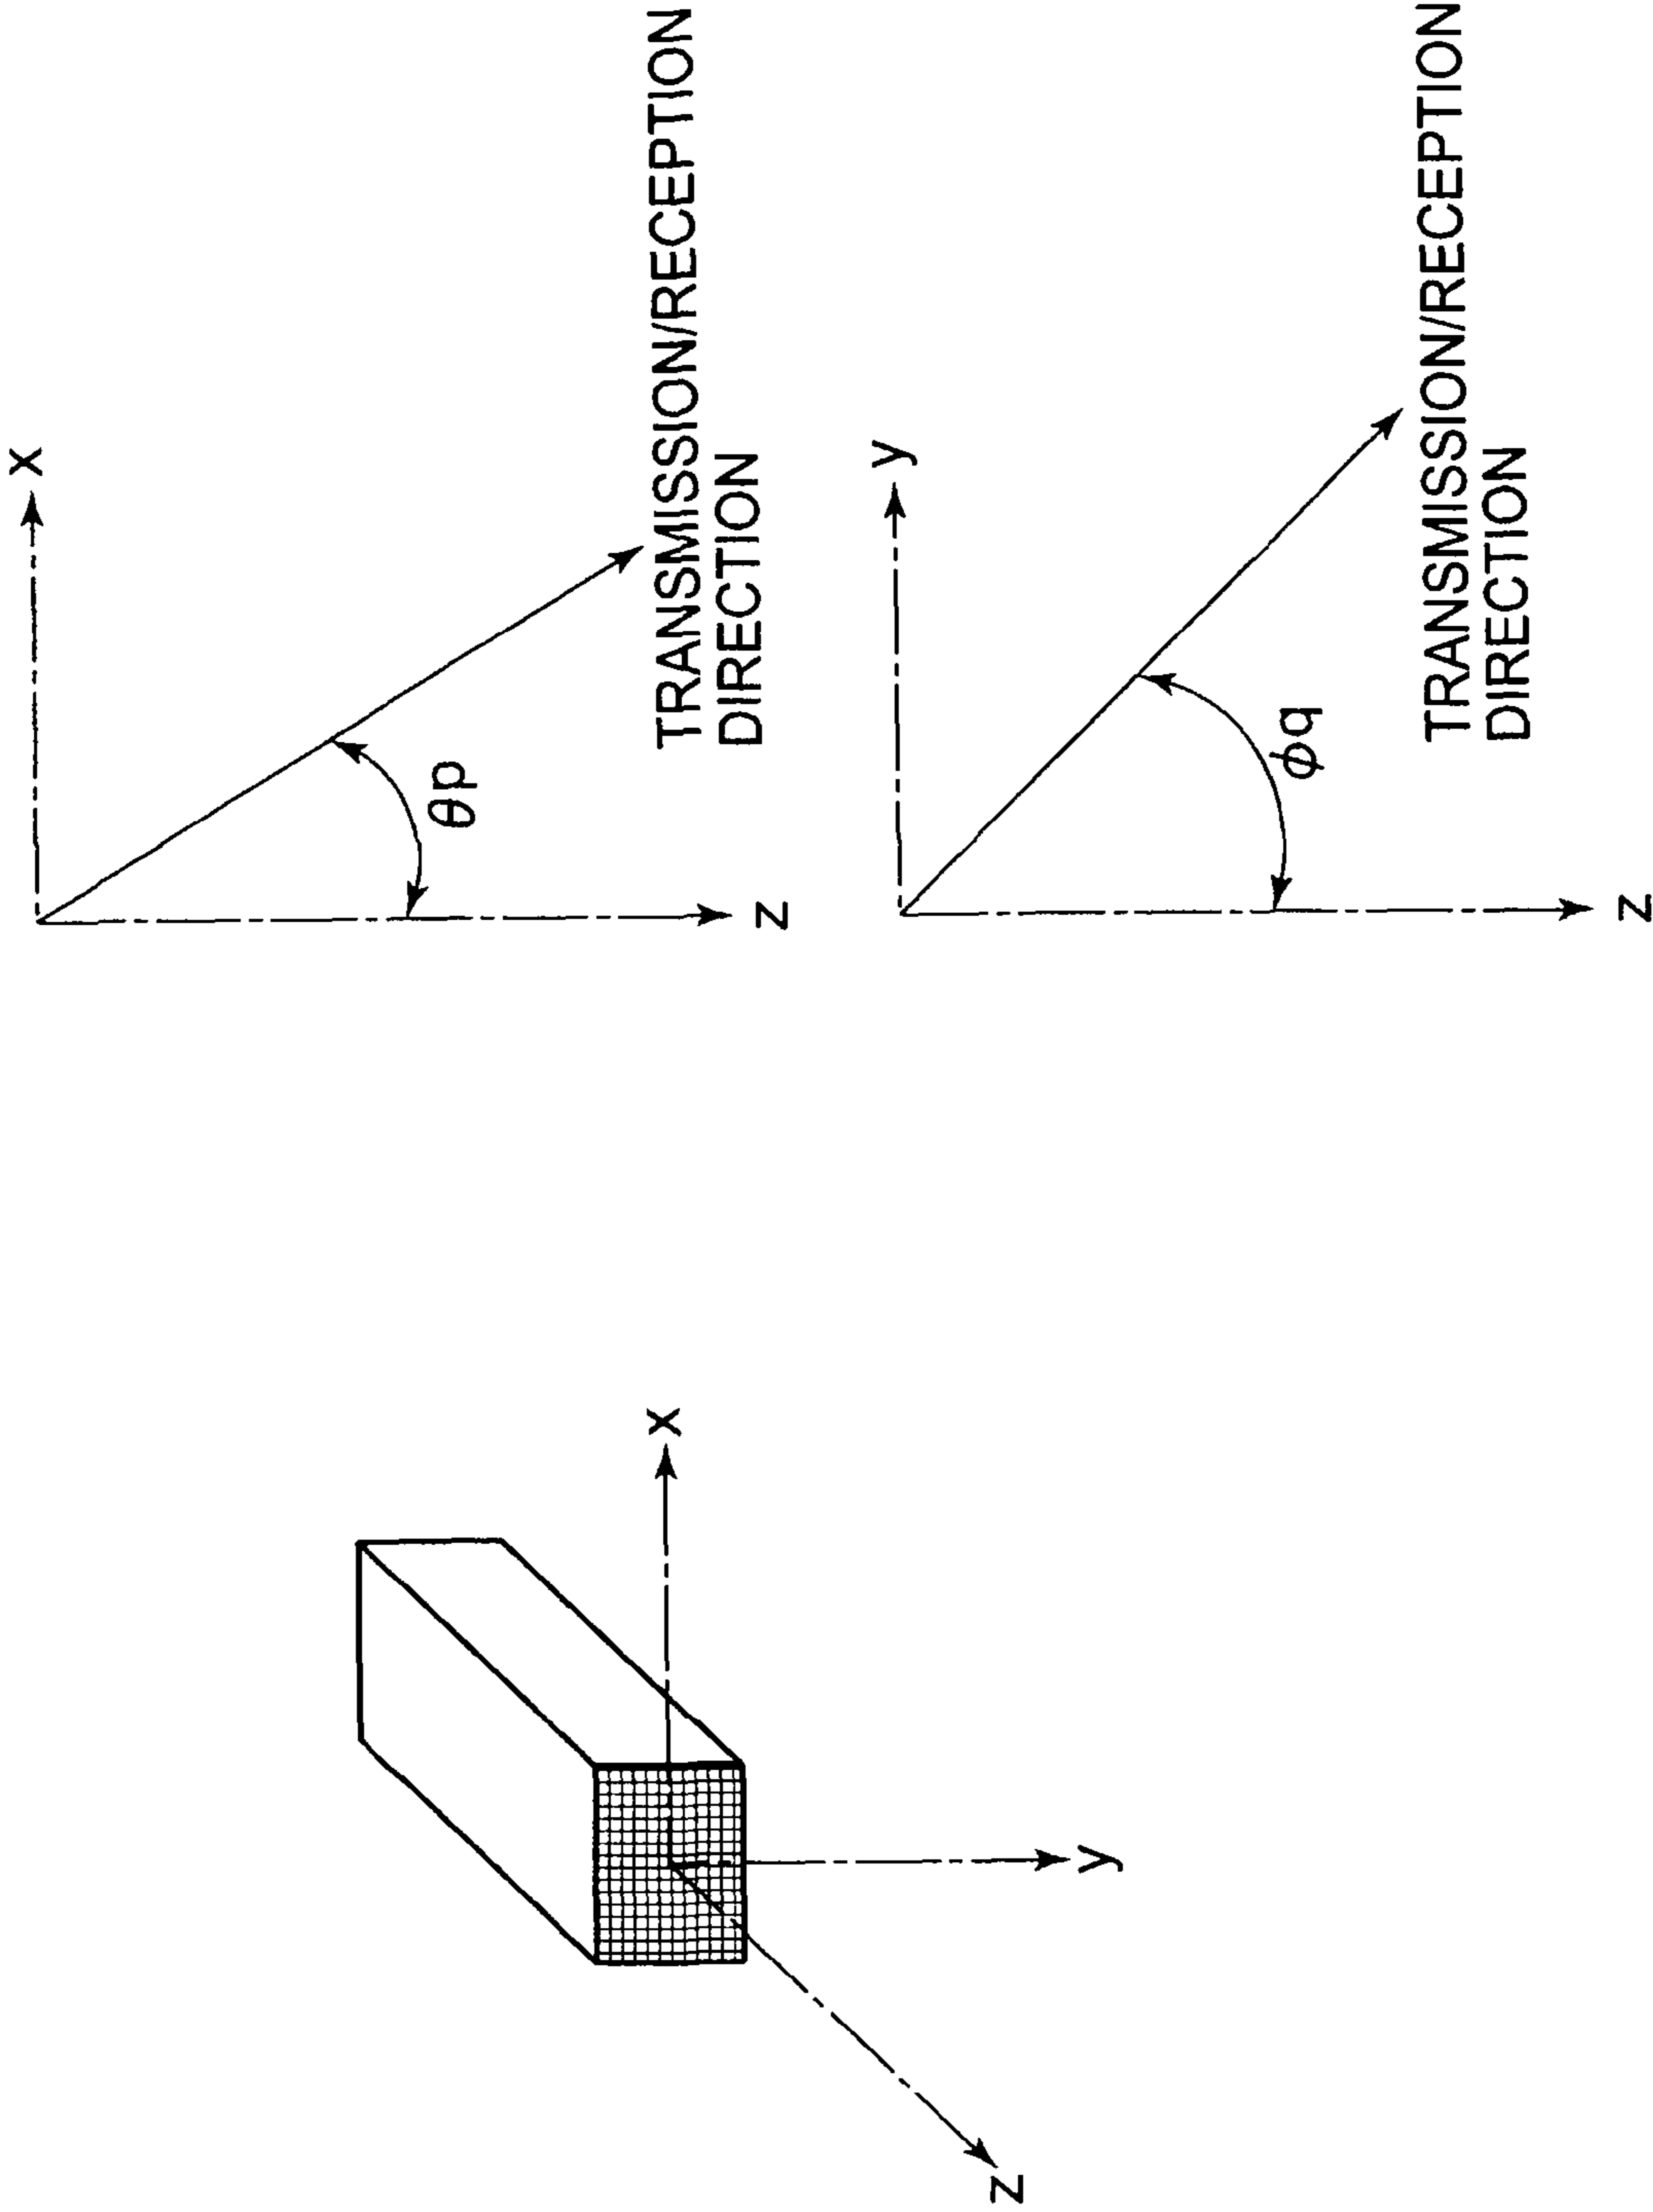 x
y
z
x
θp
z
TRANSMISSION/RECEPTION
DIRECTION
y
ϕq
z
TRANSMISSION/RECEPTION
DIRECTION